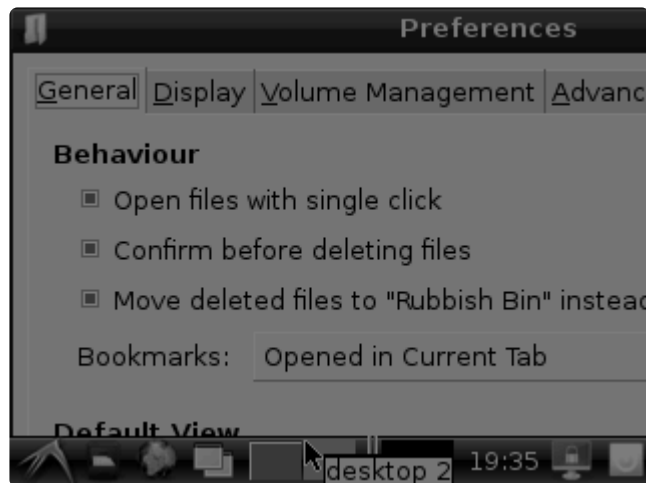 Preferences
General Display Volume Management Advanc
Behaviour
Open files with single click
Confirm before deleting files
Move deleted files to "Rubbish Bin" instead
Bookmarks: Opened in Current Tab
Default View
desktop 2 19:35